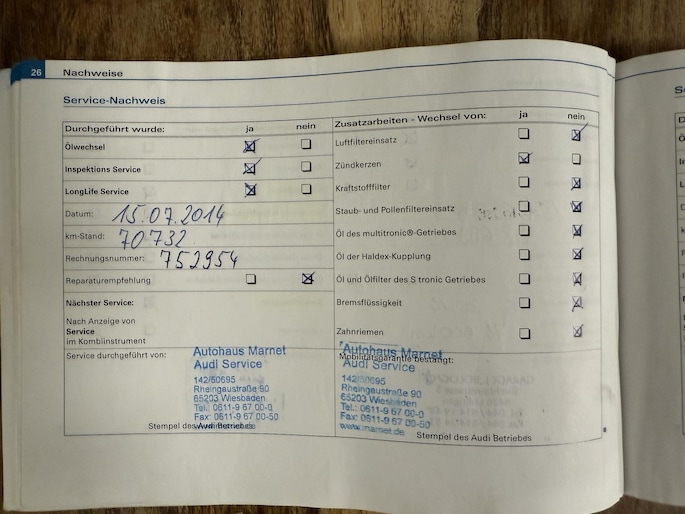 26 Nachweise
Service-Nachweis
Durchgeführt wurde: ja nein
Ölwechsel
Inspektions Service
LongLife Service
Datum: 15.07.2014
km-Stand: 70732
Rechnungsnummer: 752954
Reparaturempfehlung
Nächster Service:
Nach Anzeige von
Service
im Kombiinstrument
Service durchgeführt von:
Autohaus Marnet
Audi Service
142/50695
Rheingaustraße 90
65203 Wiesbaden
Tel.: 0611-9 67 00-0
Fax: 0611-9 67 00-50
www.marnet.de
Stempel des Audi Betriebes
Zusatzarbeiten - Wechsel von: ja nein
Luftfiltereinsatz
Zündkerzen
Kraftstofffilter
Staub- und Pollenfiltereinsatz
Öl des multitronic®-Getriebes
Öl der Haldex-Kupplung
Öl und Ölfilter des S tronic Getriebes
Bremsflüssigkeit
Zahnriemen
Mobilitätsgarantie bestätigt:
Autohaus Marnet
Audi Service
142/50695
Rheingaustraße 90
65203 Wiesbaden
Tel.: 0611-9 67 00-0
Fax: 0611-9 67 00-50
www.marnet.de
Stempel des Audi Betriebes